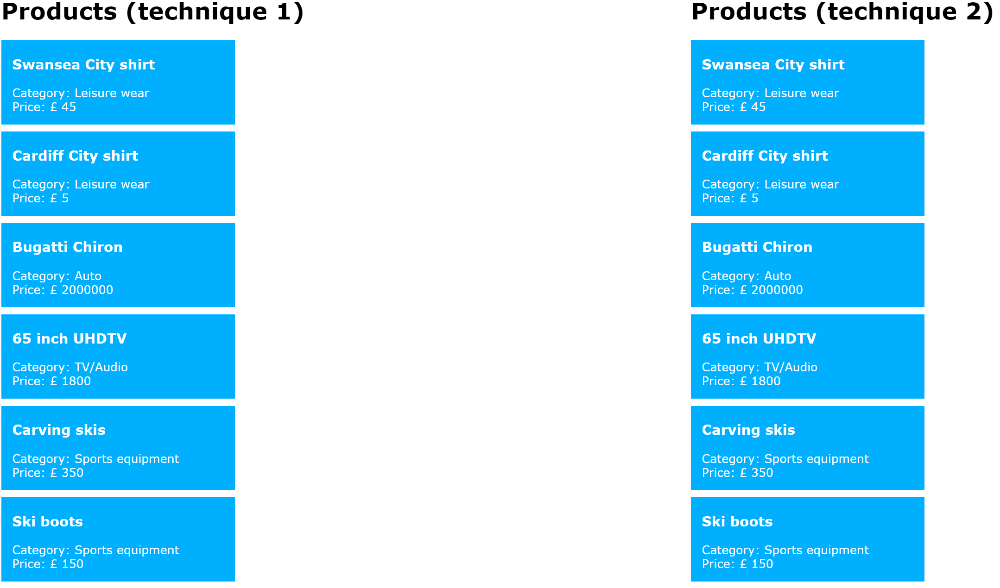 Products (technique 1)
Swansea City shirt
Category: Leisure wear
Price: £ 45
Cardiff City shirt
Category: Leisure wear
Price: £ 5
Bugatti Chiron
Category: Auto
Price: £ 2000000
65 inch UHDTV
Category: TV/Audio
Price: £ 1800
Carving skis
Category: Sports equipment
Price: £ 350
Ski boots
Category: Sports equipment
Price: £ 150
Products (technique 2)
Swansea City shirt
Category: Leisure wear
Price: £ 45
Cardiff City shirt
Category: Leisure wear
Price: £ 5
Bugatti Chiron
Category: Auto
Price: £ 2000000
65 inch UHDTV
Category: TV/Audio
Price: £ 1800
Carving skis
Category: Sports equipment
Price: £ 350
Ski boots
Category: Sports equipment
Price: £ 150